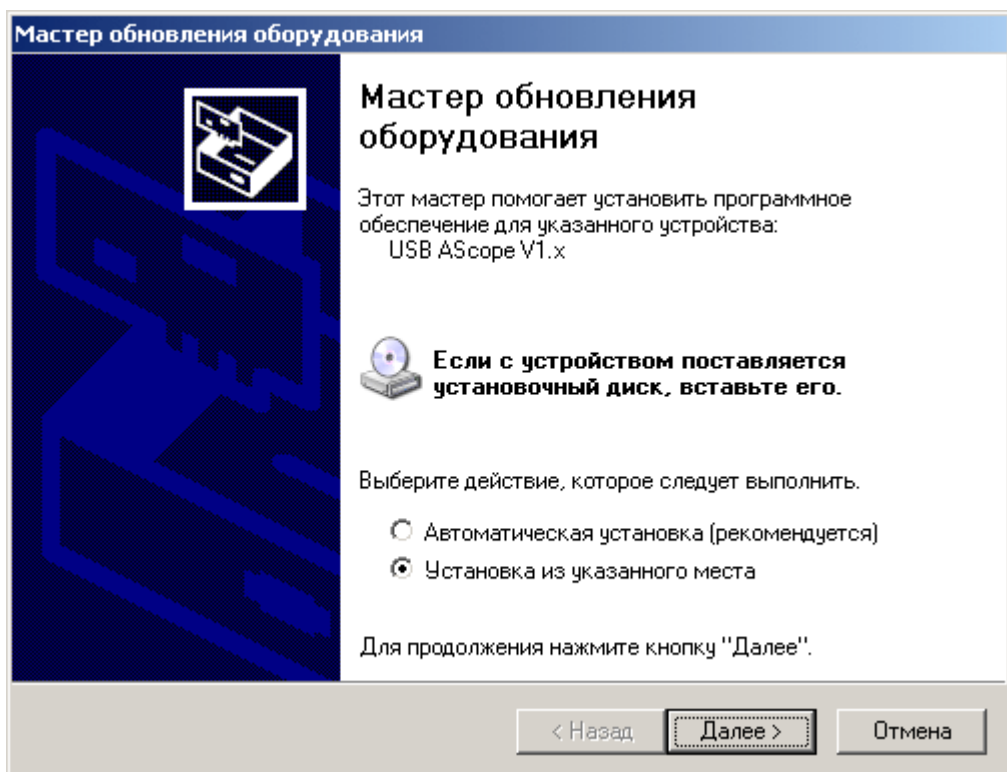 Мастер обновления оборудования
Мастер обновления
оборудования
Этот мастер помогает установить программное
обеспечение для указанного устройства:
USB AScope V1.x
Если с устройством поставляется
установочный диск, вставьте его.
Выберите действие, которое следует выполнить.
Автоматическая установка (рекомендуется)
Установка из указанного места
Для продолжения нажмите кнопку "Далее".
< Назад Далее > Отмена